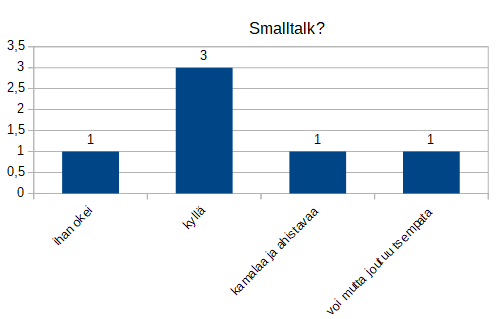 Smalltalk?
3,5
3
2,5
2
1,5
1
0,5
0
1
3
1
1
ihan okei
kyllä
kamalaa ja ahistavaa
voi mutta joutuu tsempata